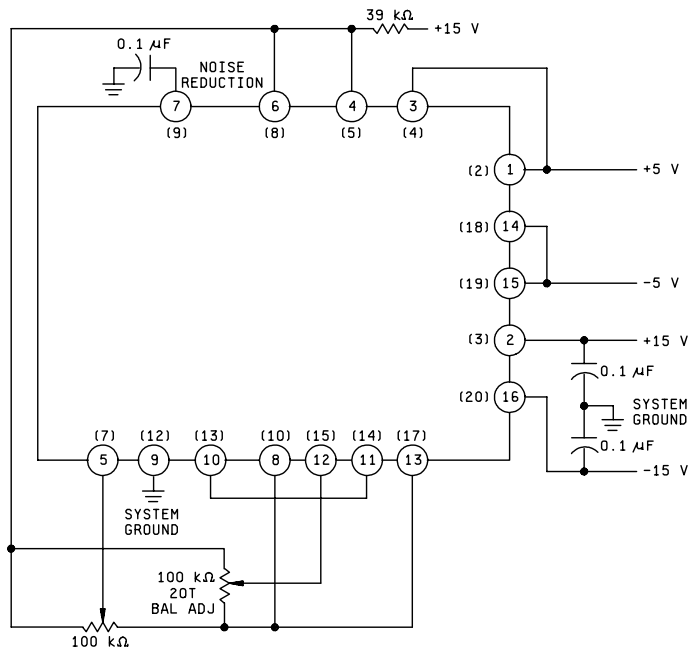 39 kΩ
+15 V
0.1 µF
NOISE
REDUCTION
7
6
4
3
(9)
(8)
(5)
(4)
(2)
1
+5 V
(18)
14
(19)
15
-5 V
(3)
2
+15 V
0.1 µF
(20)
16
SYSTEM
GROUND
0.1 µF
-15 V
(7)
(12)
(13)
(10)
(15)
(14)
(17)
5
9
10
8
12
11
13
SYSTEM
GROUND
100 kΩ
20T
BAL ADJ
100 kΩ